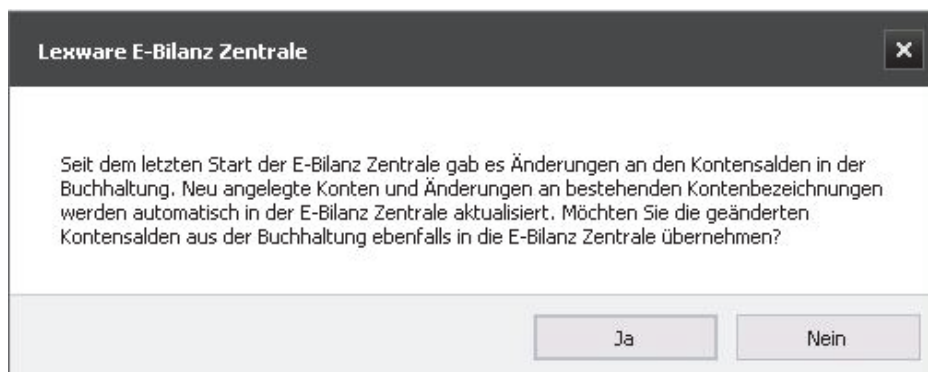 Lexware E-Bilanz Zentrale
Seit dem letzten Start der E-Bilanz Zentrale gab es Änderungen an den Kontensalden in der
Buchhaltung. Neu angelegte Konten und Änderungen an bestehenden Kontenbezeichnungen
werden automatisch in der E-Bilanz Zentrale aktualisiert. Möchten Sie die geänderten
Kontensalden aus der Buchhaltung ebenfalls in die E-Bilanz Zentrale übernehmen?
Ja Nein